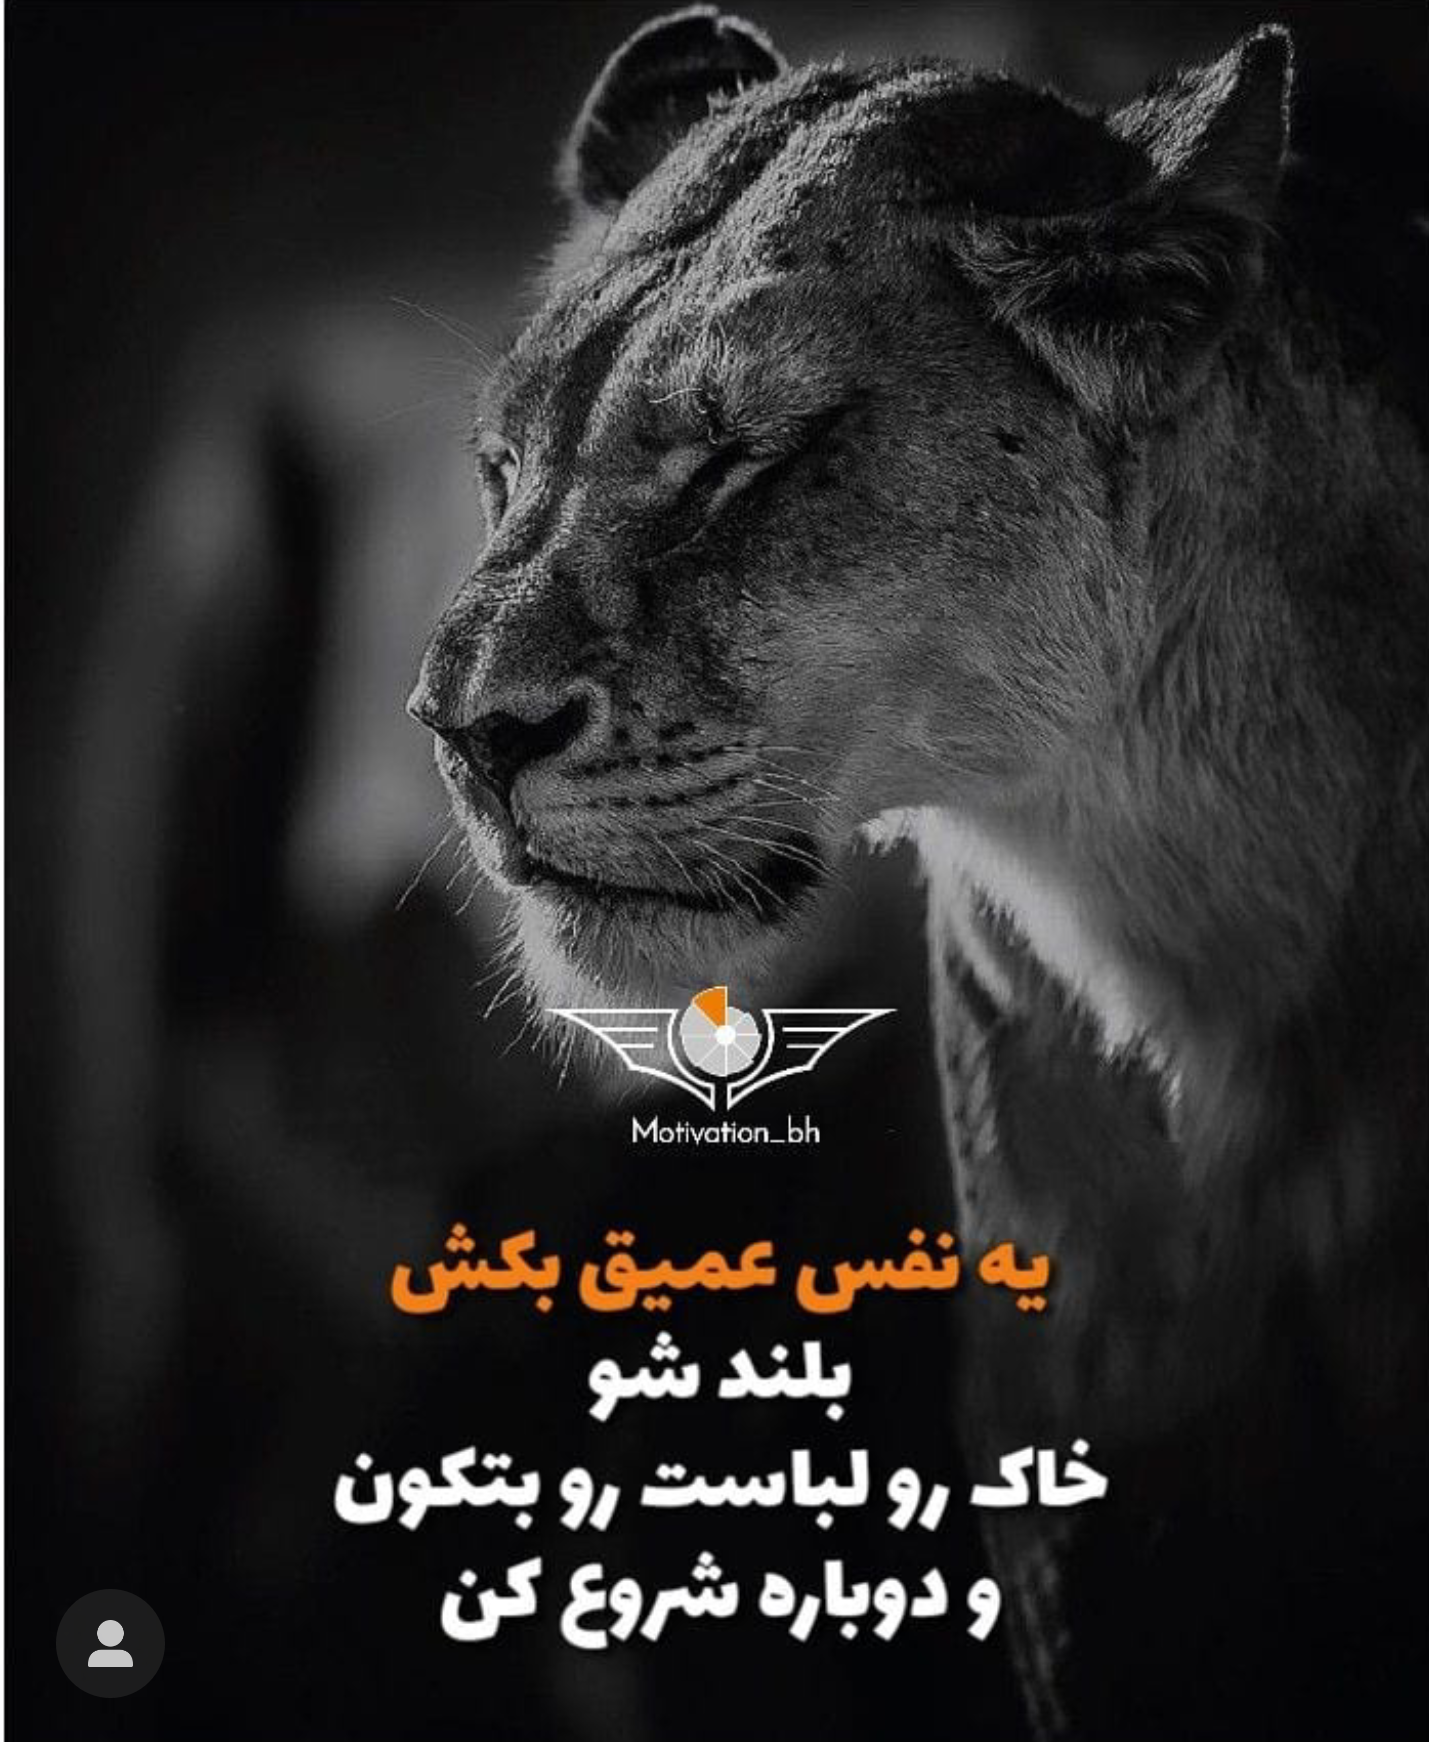 Motivation_bh
یه نفس عمیق بکش
بلند شو
خاک رو لباست رو بتکون
و دوباره شروع کن